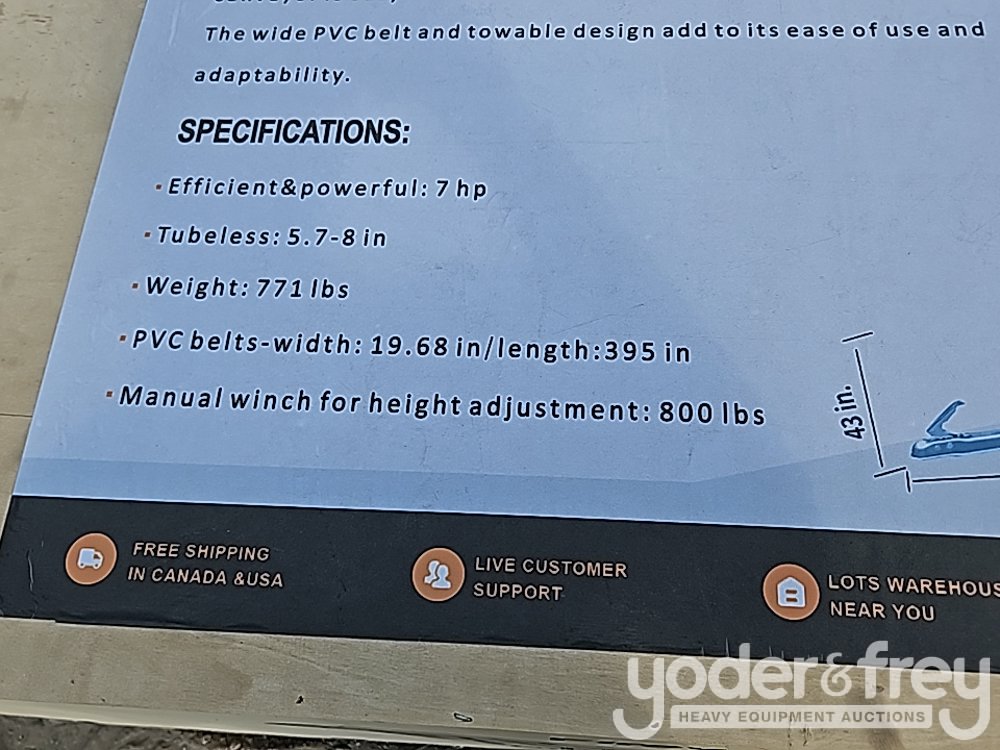 The wide PVC belt and towable design add to its ease of use and
adaptability.
SPECIFICATIONS:
▪Efficient&powerful: 7 hp
▪Tubeless: 5.7-8 in
▪Weight: 771 lbs
▪PVC belts-width: 19.68 in/length:395 in
▪Manual winch for height adjustment: 800 lbs
43 in.
FREE SHIPPING
IN CANADA &USA
LIVE CUSTOMER
SUPPORT
LOTS WAREHOUS
NEAR YOU
yoder&frey
HEAVY EQUIPMENT AUCTIONS